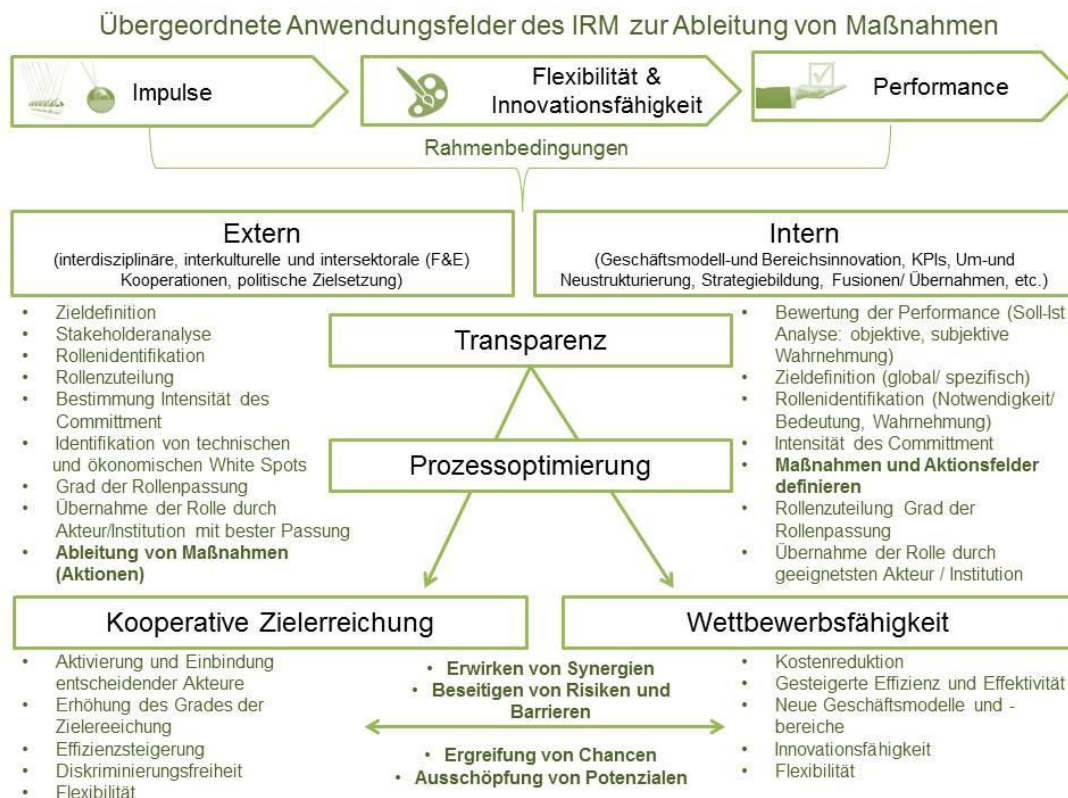 Übergeordnete Anwendungsfelder des IRM zur Ableitung von Maßnahmen
Impulse
Flexibilität &
Innovationsfähigkeit
Performance
Rahmenbedingungen
Extern
(interdisziplinäre, interkulturelle und intersektorale (F&E)
Kooperationen, politische Zielsetzung)
Intern
(Geschäftsmodell-und Bereichsinnovation, KPIs, Um-und
Neustrukturierung, Strategiebildung, Fusionen/ Übernahmen, etc.)
• Zieldefinition
• Stakeholderanalyse
• Rollenidentifikation
• Rollenzuteilung
• Bestimmung Intensität des
Committment
• Identifikation von technischen
und ökonomischen White Spots
• Grad der Rollenpassung
• Übernahme der Rolle durch
Akteur/Institution mit bester Passung
• Ableitung von Maßnahmen
(Aktionen)
Transparenz
Prozessoptimierung
• Bewertung der Performance (Soll-Ist
Analyse: objektive, subjektive
Wahrnehmung)
• Zieldefinition (global/ spezifisch)
• Rollenidentifikation (Notwendigkeit/
Bedeutung, Wahrnehmung)
• Intensität des Committment
• Maßnahmen und Aktionsfelder
definieren
• Rollenzuteilung Grad der
Rollenpassung
• Übernahme der Rolle durch
geeignetsten Akteur / Institution
Kooperative Zielerreichung
• Aktivierung und Einbindung
entscheidender Akteure
• Erhöhung des Grades der
Zielereeichung
• Effizienzsteigerung
• Diskriminierungsfreiheit
• Flexibilität
• Erwirken von Synergien
• Beseitigen von Risiken und
Barrieren
• Ergreifung von Chancen
• Ausschöpfung von Potenzialen
Wettbewerbsfähigkeit
• Kostenreduktion
• Gesteigerte Effizienz und Effektivität
• Neue Geschäftsmodelle und -
bereiche
• Innovationsfähigkeit
• Flexibilität